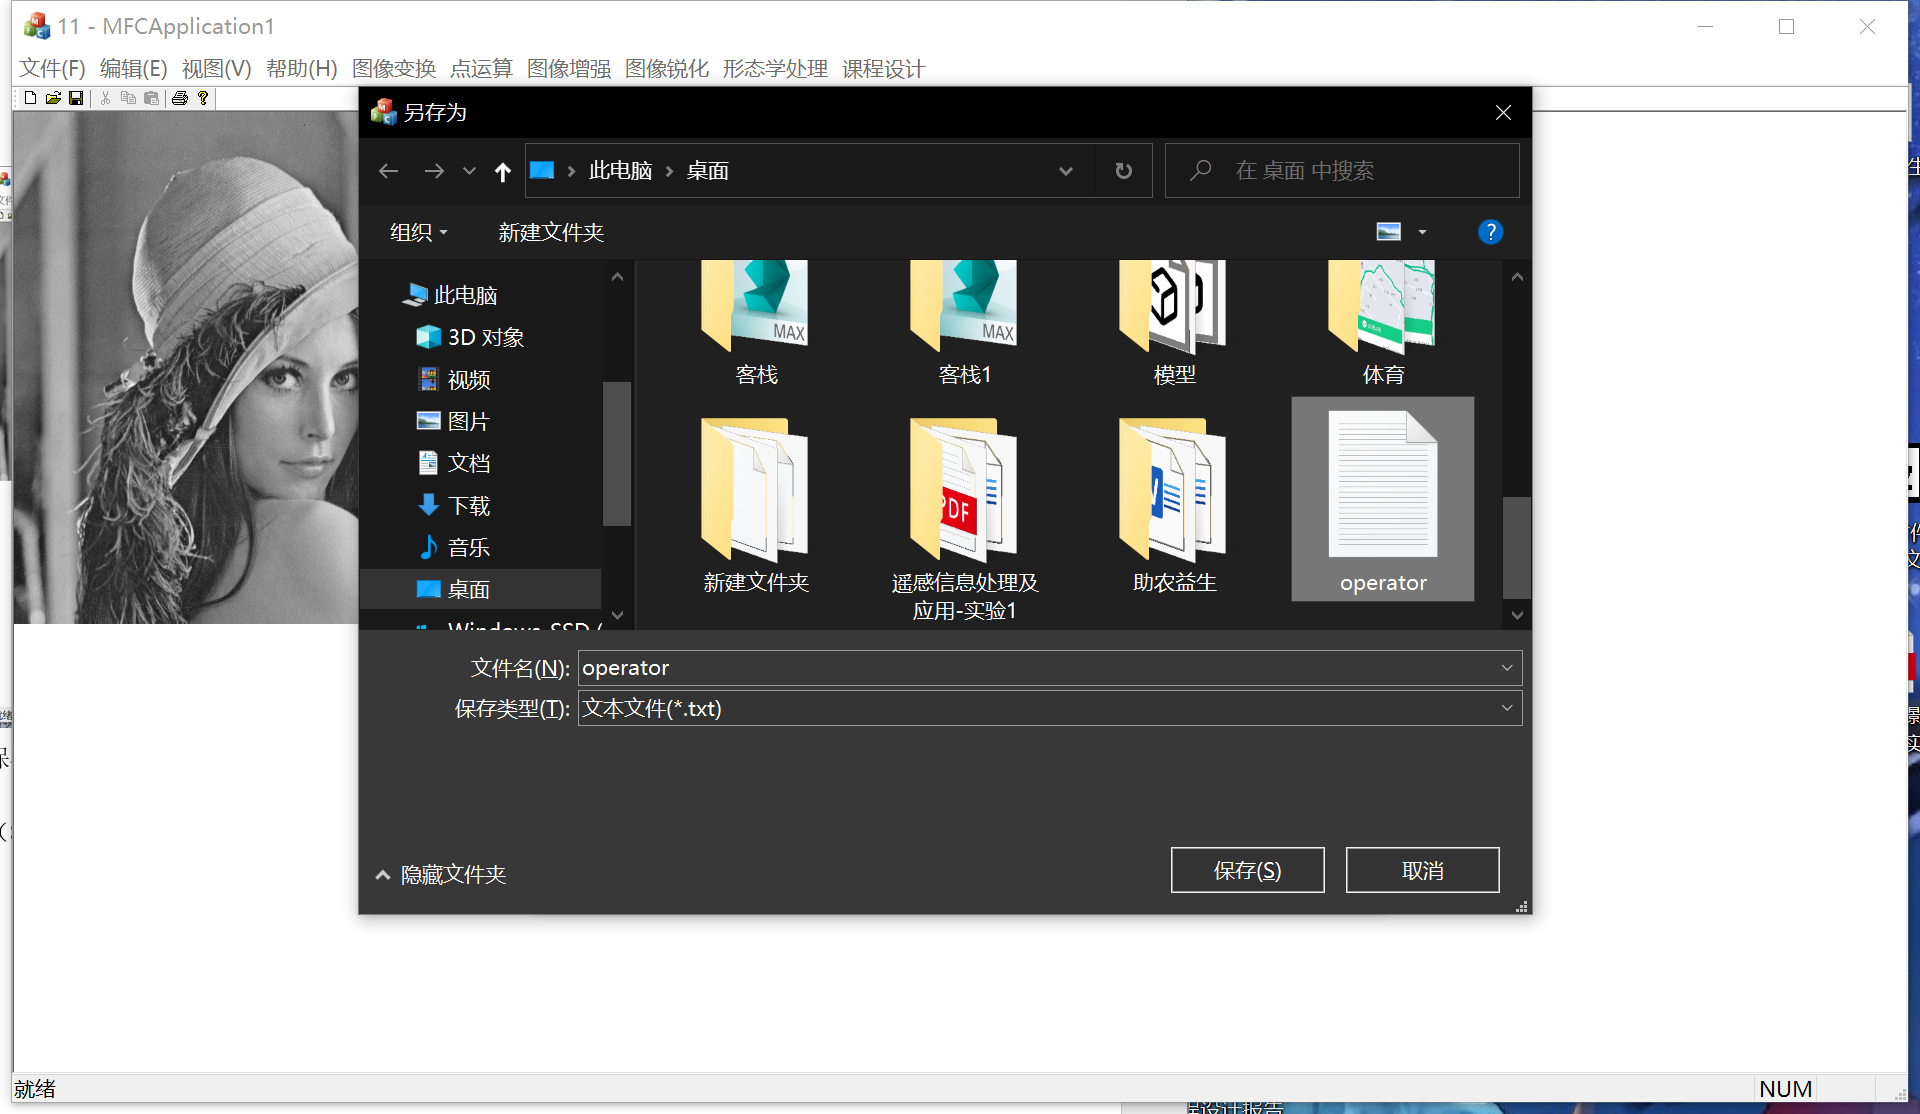 11 - MFCApplication1
文件(F) 编辑(E) 视图(V) 帮助(H) 图像变换 点运算 图像增强 图像锐化 形态学处理 课程设计
另存为
此电脑 桌面
在 桌面 中搜索
组织 新建文件夹
此电脑
3D 对象
视频
图片
文档
下载
音乐
桌面
MAX
MAX
客栈
客栈1
模型
体育
PDF
W
新建文件夹
遥感信息处理及
应用-实验1
助农益生
operator
文件名(N): operator
保存类型(T): 文本文件(*.txt)
隐藏文件夹
保存(S)
取消
就绪
NUM